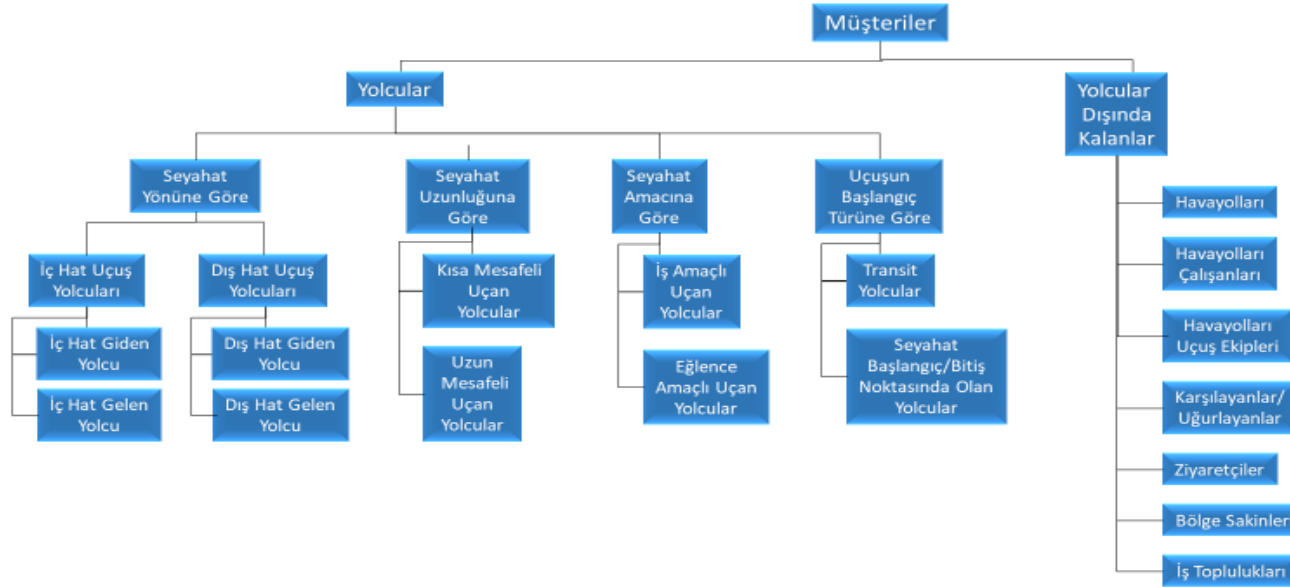 Müşteriler
Yolcular
Yolcular
Dışında
Kalanlar
Seyahat
Yönüne Göre
Seyahat
Uzunluğuna
Göre
Seyahat
Amacına
Göre
Uçuşun
Başlangıç
Türüne Göre
İç Hat Uçuş
Yolcuları
Dış Hat Uçuş
Yolcuları
Kısa Mesafeli
Uçan
Yolcular
İş Amaçlı
Uçan
Yolcular
Transit
Yolcular
İç Hat Giden
Yolcu
Dış Hat Giden
Yolcu
Uzun
Mesafeli
Uçan
Yolcular
Eğlence
Amaçlı Uçan
Yolcular
Seyahat
Başlangıç/Bitiş
Noktasında Olan
Yolcular
İç Hat Gelen
Yolcu
Dış Hat Gelen
Yolcu
Havayolları
Havayolları
Çalışanları
Havayolları
Uçuş Ekipleri
Karşılayanlar/
Uğurlayanlar
Ziyaretçiler
Bölge Sakinler
İş Toplulukları